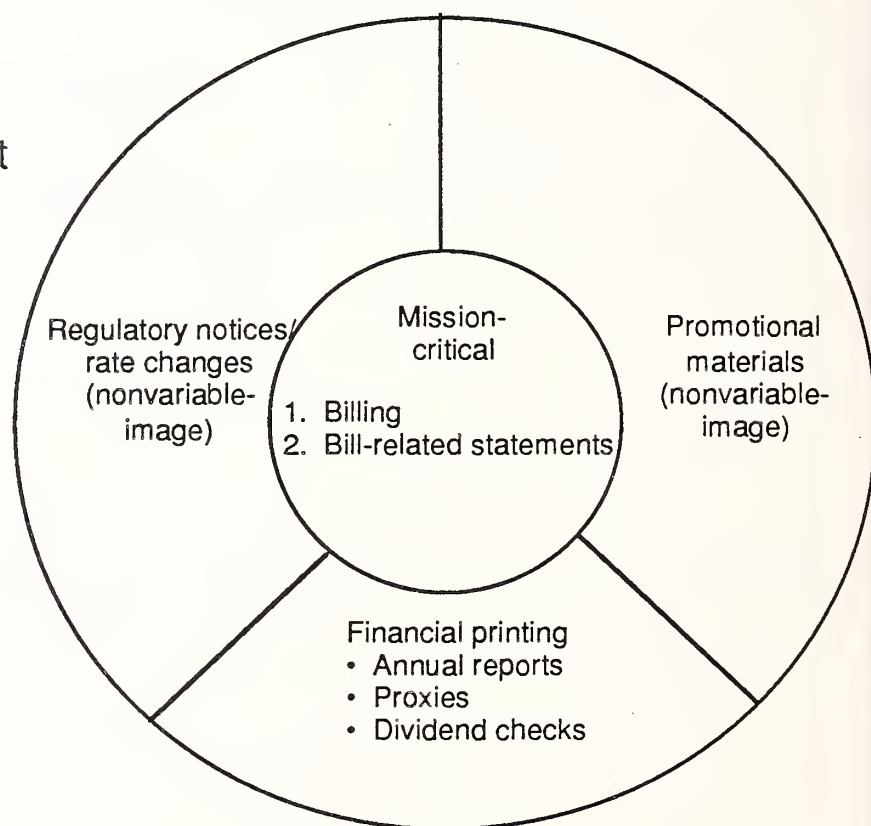 t
Regulatory notices/
rate changes
(nonvariable-
image)
Mission-
critical
1. Billing
2. Bill-related statements
Promotional
materials
(nonvariable-
image)
Financial printing
• Annual reports
• Proxies
• Dividend checks